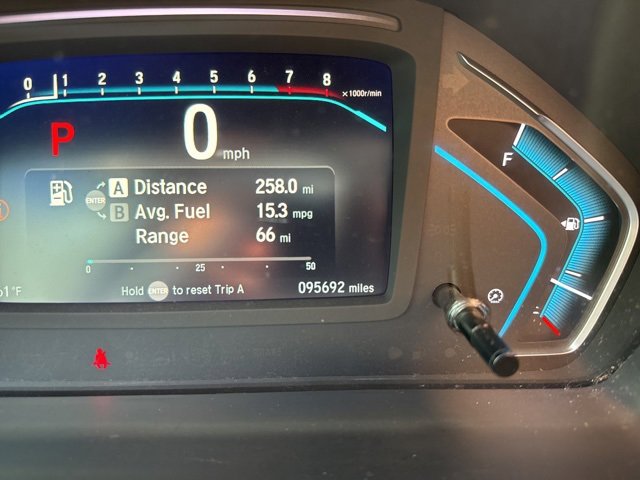 0 1 2 3 4 5 6 7 8 ×1000r/min
P 0 mph
F
A Distance 258.0 mi
ENTER
B Avg. Fuel 15.3 mpg
Range 66 mi
0 25 50
61°F Hold ENTER to reset Trip A 095692 miles